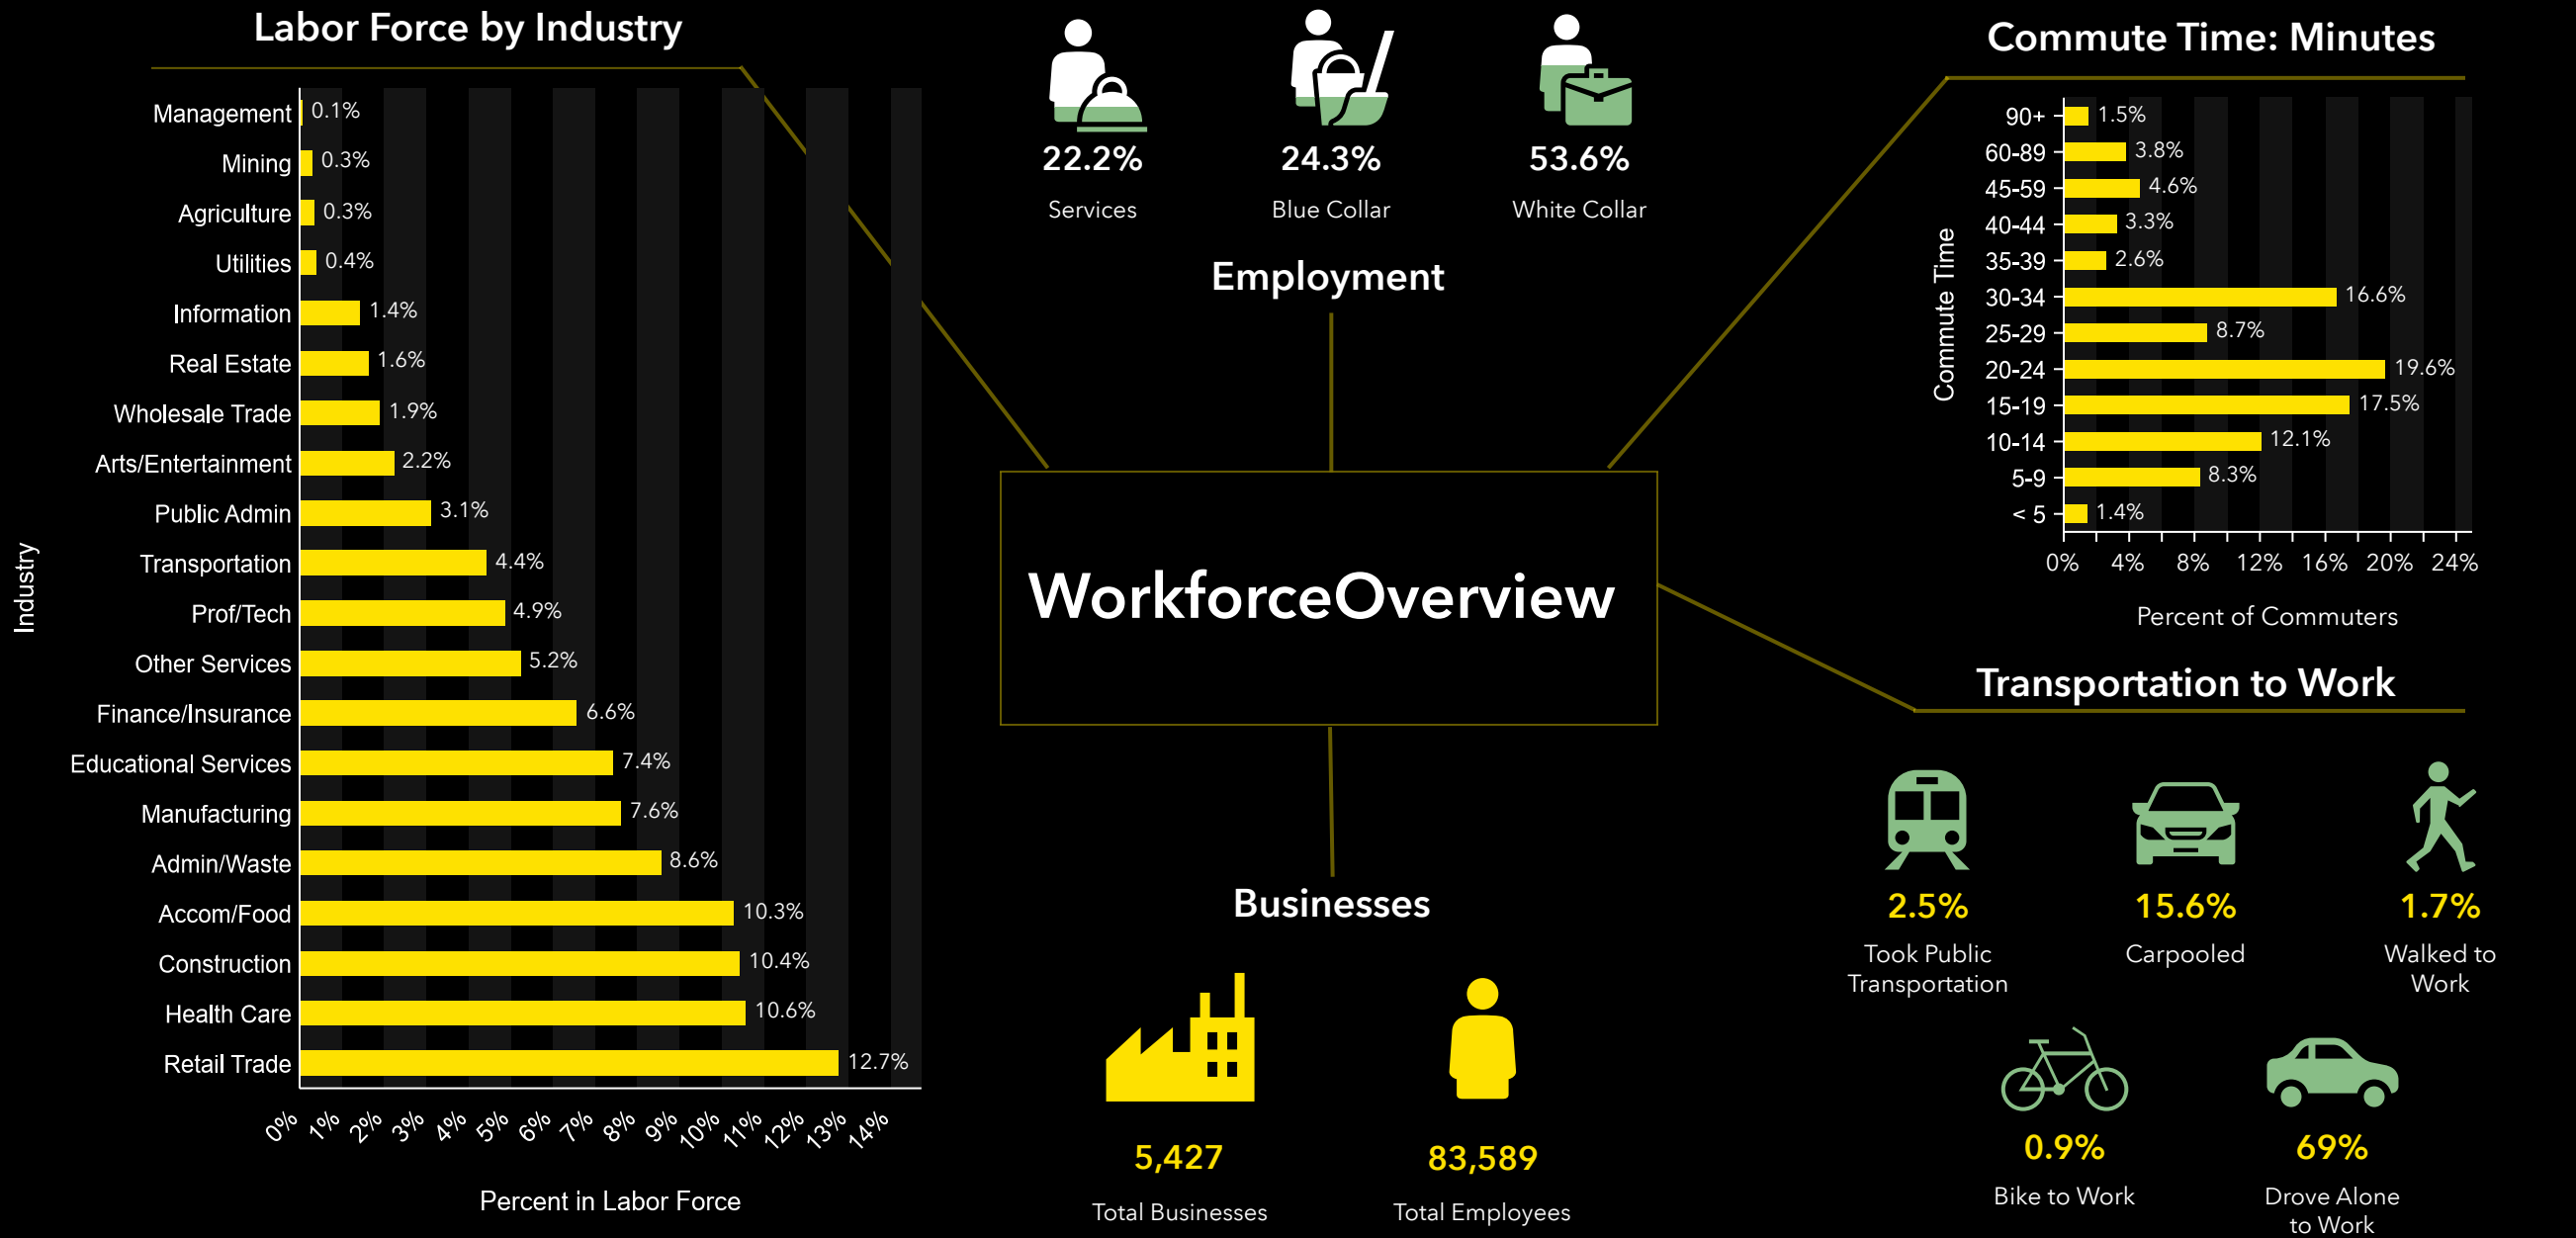 Labor Force by Industry
Industry
Management 0.1%
Mining 0.3%
Agriculture 0.3%
Utilities 0.4%
Information 1.4%
Real Estate 1.6%
Wholesale Trade 1.9%
Arts/Entertainment 2.2%
Public Admin 3.1%
Transportation 4.4%
Prof/Tech 4.9%
Other Services 5.2%
Finance/Insurance 6.6%
Educational Services 7.4%
Manufacturing 7.6%
Admin/Waste 8.6%
Accom/Food 10.3%
Construction 10.4%
Health Care 10.6%
Retail Trade 12.7%
0% 1% 2% 3% 4% 5% 6% 7% 8% 9% 10% 11% 12% 13% 14%
Percent in Labor Force
22.2% 24.3% 53.6%
Services Blue Collar White Collar
Employment
WorkforceOverview
Businesses
5,427 83,589
Total Businesses Total Employees
Commute Time: Minutes
Commute Time
90+ 1.5%
60-89 3.8%
45-59 4.6%
40-44 3.3%
35-39 2.6%
30-34 16.6%
25-29 8.7%
20-24 19.6%
15-19 17.5%
10-14 12.1%
5-9 8.3%
< 5 1.4%
0% 4% 8% 12% 16% 20% 24%
Percent of Commuters
Transportation to Work
2.5% 15.6% 1.7%
Took Public Carpooled Walked to
Transportation Work
0.9% 69%
Bike to Work Drove Alone
to Work